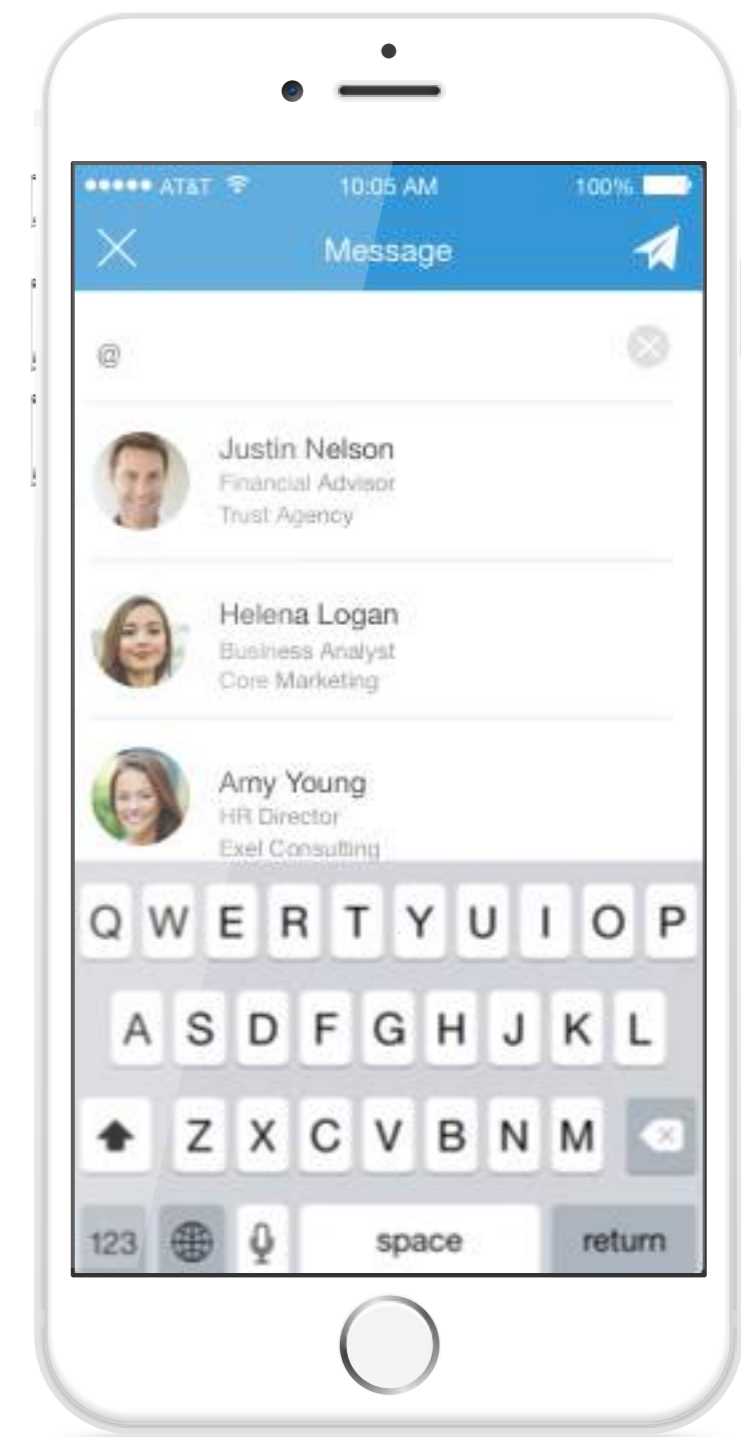 AT&T 10:05 AM 100%
Message
@
Justin Nelson
Financial Advisor
Trust Agency
Helena Logan
Business Analyst
Core Marketing
Amy Young
HR Director
Exel Consulting
Q W E R T Y U I O P
A S D F G H J K L
Z X C V B N M
123 space return